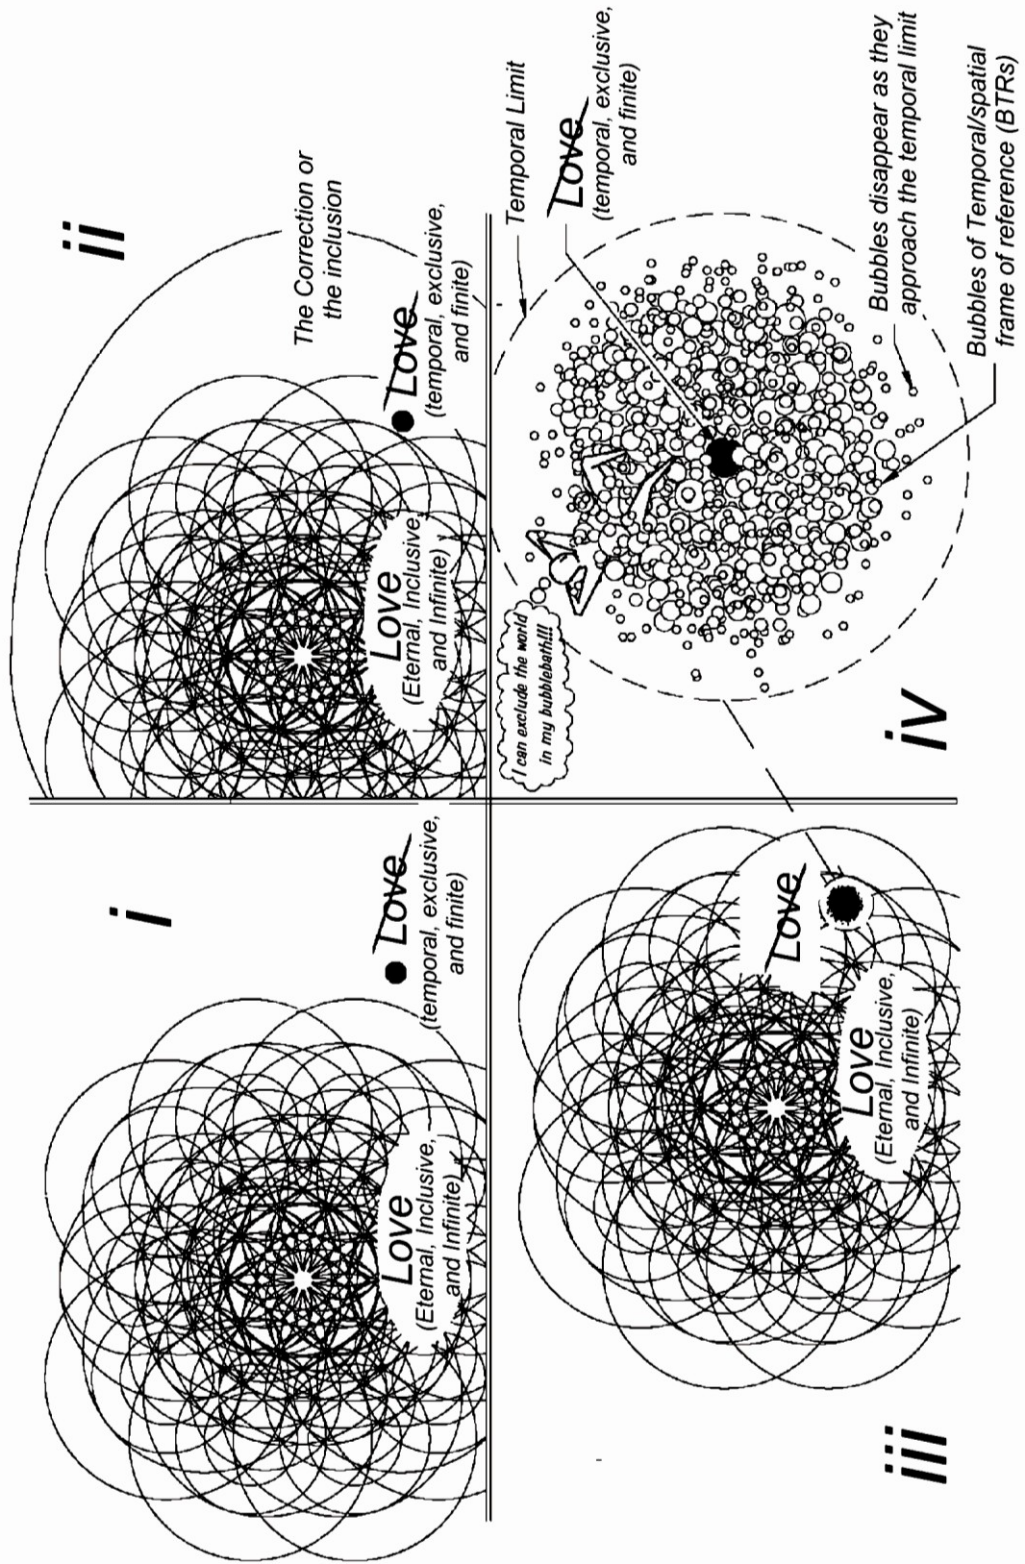 i
Love
(Eternal, Inclusive,
and Infinite)
Love
(temporal, exclusive,
and finite)
ii
The Correction or
the inclusion
Love
(Eternal, Inclusive,
and Infinite)
Love
(temporal, exclusive,
and finite)
iii
Love
(Eternal, Inclusive,
and Infinite)
Love
iv
I can exclude the world
in my bubblebath!!!
Temporal Limit
Love
(temporal, exclusive,
and finite)
Bubbles disappear as they
approach the temporal limit
Bubbles of Temporal/spatial
frame of reference (BTRs)